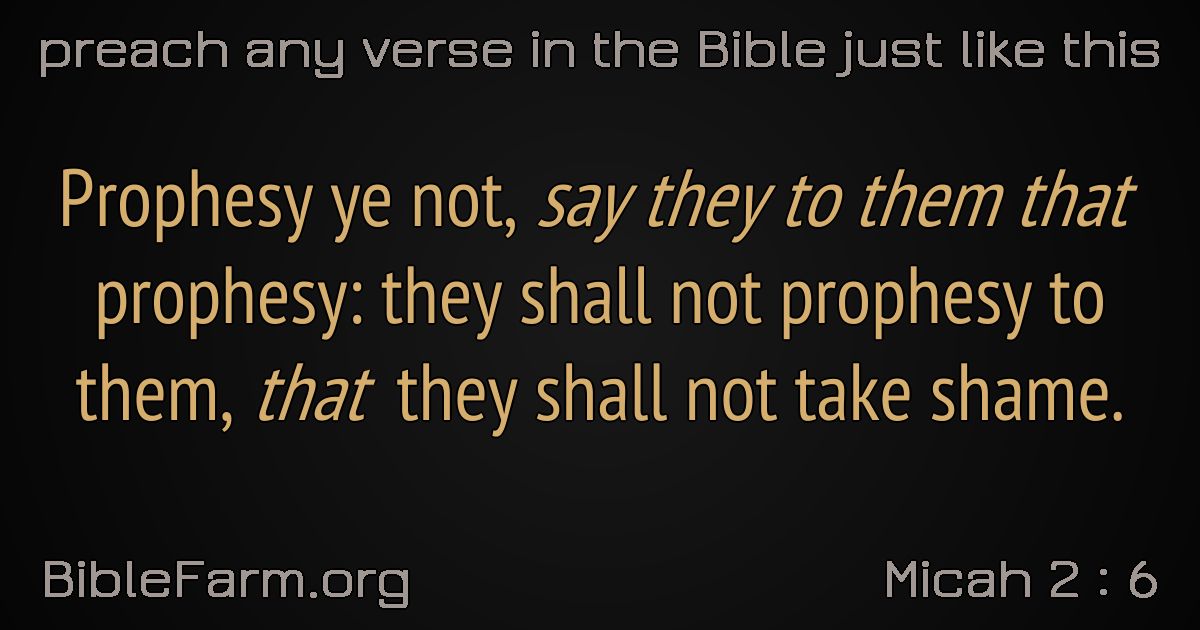 preach any verse in the Bible just like this
Prophesy ye not, say they to them that
prophesy: they shall not prophesy to
them, that they shall not take shame.
BibleFarm.org
Micah 2 : 6